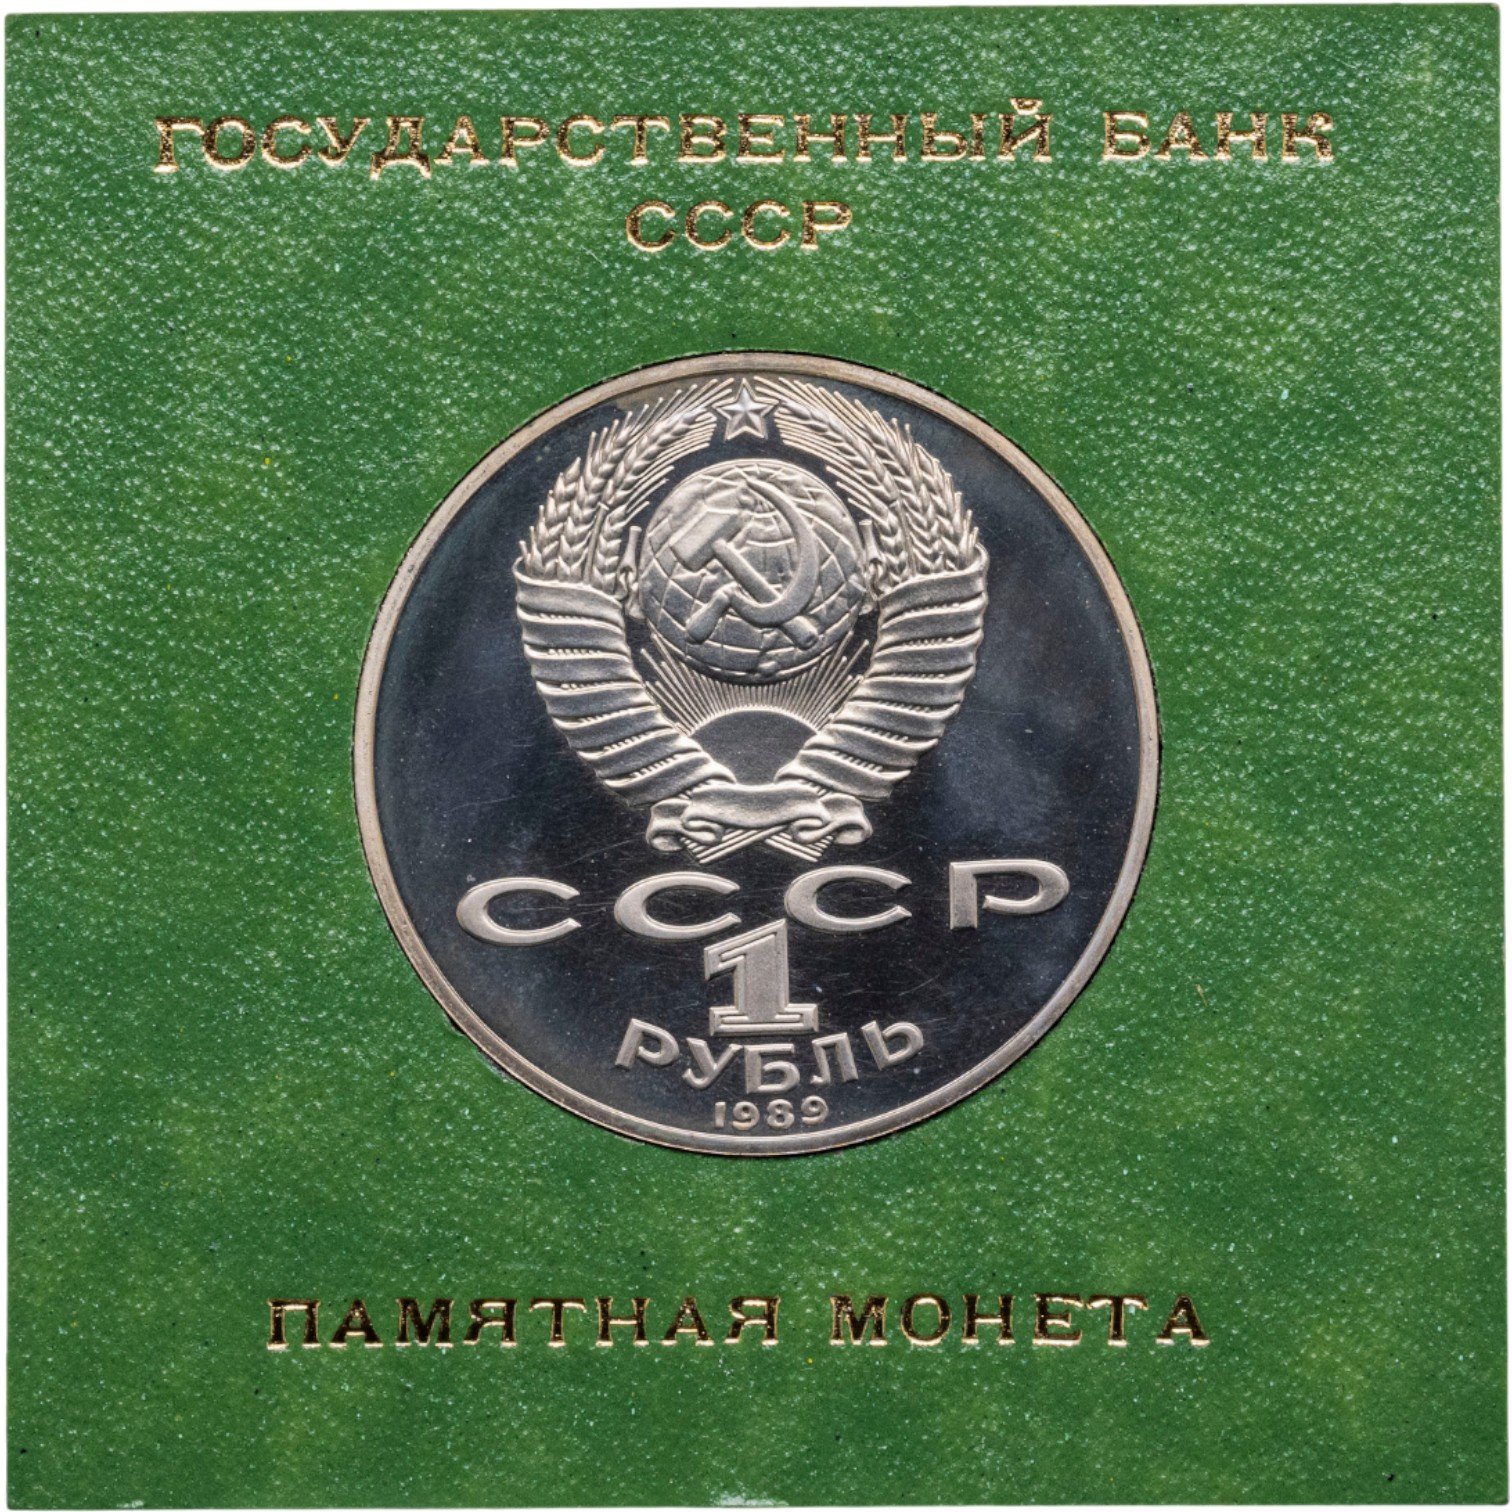 ГОСУДАРСТВЕННЫЙ БАНК
СССР
СССР
1
РУБЛЬ
1989
ПАМЯТНАЯ МОНЕТА